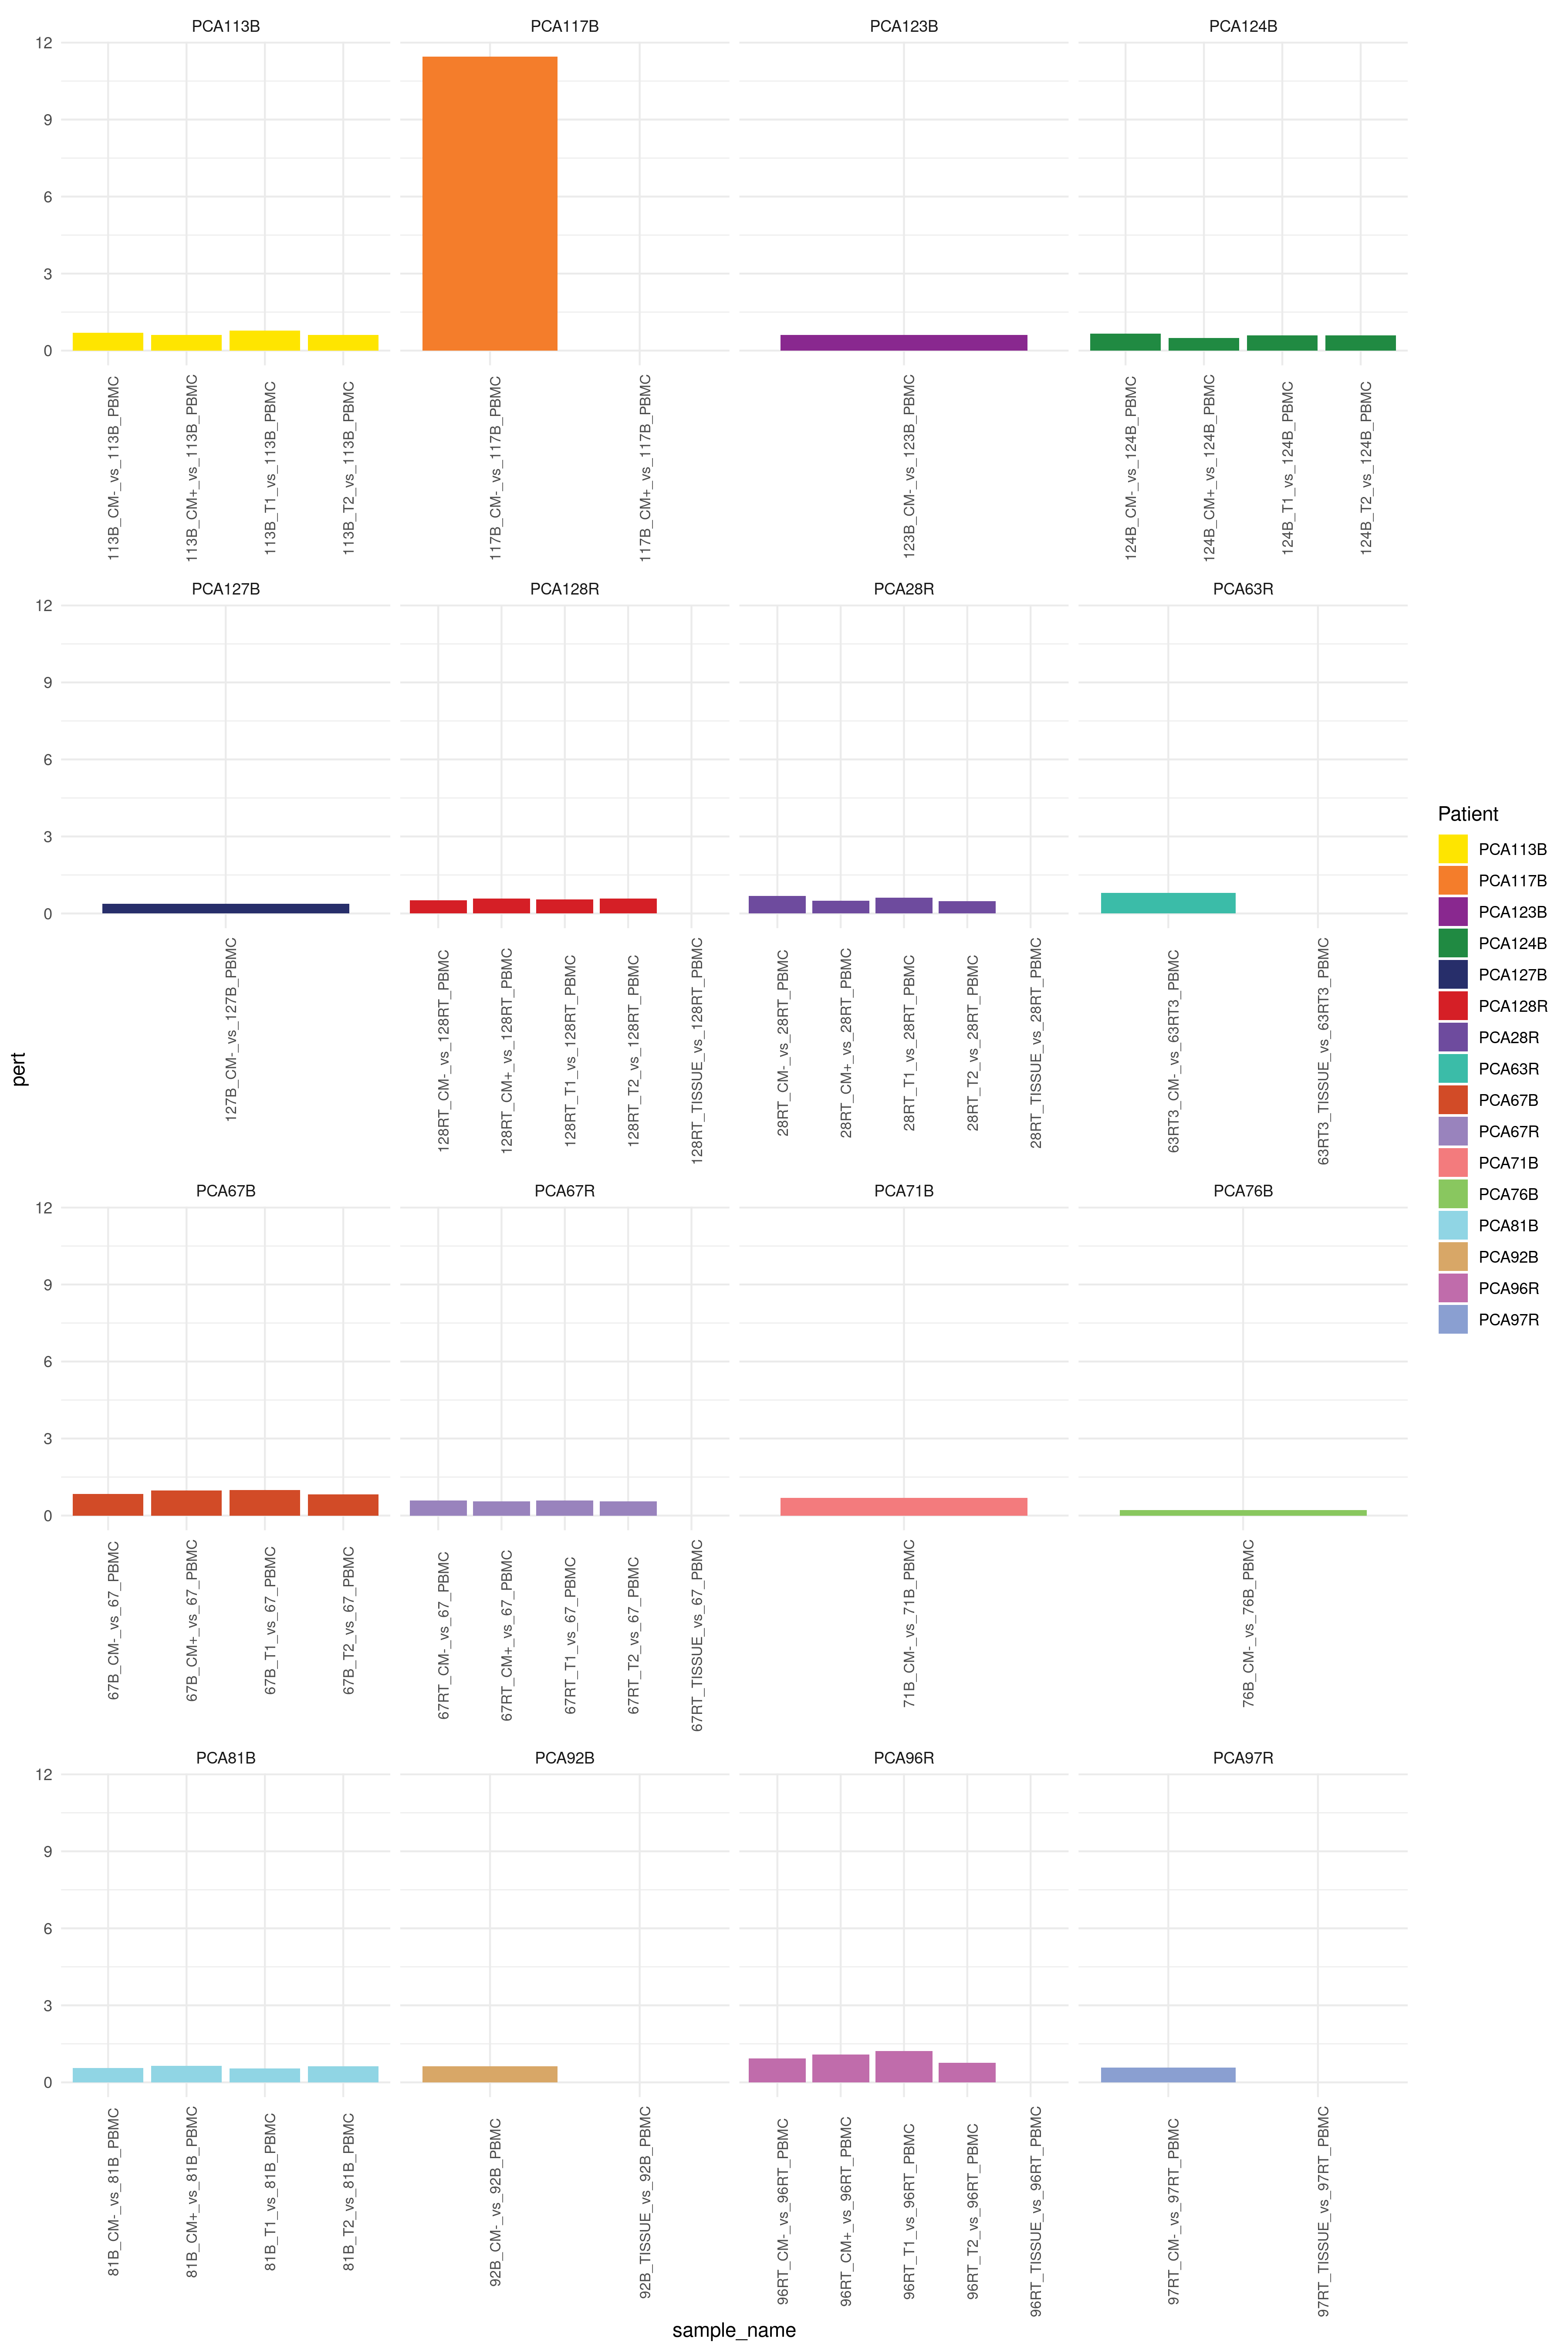 PCA113B PCA117B PCA123B PCA124B
12
9
6
3
0
113B_CM-_vs_113B_PBMC
113B_CM+_vs_113B_PBMC
113B_T1_vs_113B_PBMC
113B_T2_vs_113B_PBMC
117B_CM-_vs_117B_PBMC
117B_CM+_vs_117B_PBMC
123B_CM-_vs_123B_PBMC
124B_CM-_vs_124B_PBMC
124B_CM+_vs_124B_PBMC
124B_T1_vs_124B_PBMC
124B_T2_vs_124B_PBMC
PCA127B PCA128R PCA28R PCA63R
12
9
6
3
0
127B_CM-_vs_127B_PBMC
128RT_CM-_vs_128RT_PBMC
128RT_CM+_vs_128RT_PBMC
128RT_T1_vs_128RT_PBMC
128RT_T2_vs_128RT_PBMC
128RT_TISSUE_vs_128RT_PBMC
28RT_CM-_vs_28RT_PBMC
28RT_CM+_vs_28RT_PBMC
28RT_T1_vs_28RT_PBMC
28RT_T2_vs_28RT_PBMC
28RT_TISSUE_vs_28RT_PBMC
63RT3_CM-_vs_63RT3_PBMC
63RT3_TISSUE_vs_63RT3_PBMC
pert
PCA67B PCA67R PCA71B PCA76B
12
9
6
3
0
67B_CM-_vs_67_PBMC
67B_CM+_vs_67_PBMC
67B_T1_vs_67_PBMC
67B_T2_vs_67_PBMC
67RT_CM-_vs_67_PBMC
67RT_CM+_vs_67_PBMC
67RT_T1_vs_67_PBMC
67RT_T2_vs_67_PBMC
67RT_TISSUE_vs_67_PBMC
71B_CM-_vs_71B_PBMC
76B_CM-_vs_76B_PBMC
PCA81B PCA92B PCA96R PCA97R
12
9
6
3
0
81B_CM-_vs_81B_PBMC
81B_CM+_vs_81B_PBMC
81B_T1_vs_81B_PBMC
81B_T2_vs_81B_PBMC
92B_CM-_vs_92B_PBMC
92B_TISSUE_vs_92B_PBMC
96RT_CM-_vs_96RT_PBMC
96RT_CM+_vs_96RT_PBMC
96RT_T1_vs_96RT_PBMC
96RT_T2_vs_96RT_PBMC
96RT_TISSUE_vs_96RT_PBMC
97RT_CM-_vs_97RT_PBMC
97RT_TISSUE_vs_97RT_PBMC
sample_name
Patient
PCA113B
PCA117B
PCA123B
PCA124B
PCA127B
PCA128R
PCA28R
PCA63R
PCA67B
PCA67R
PCA71B
PCA76B
PCA81B
PCA92B
PCA96R
PCA97R